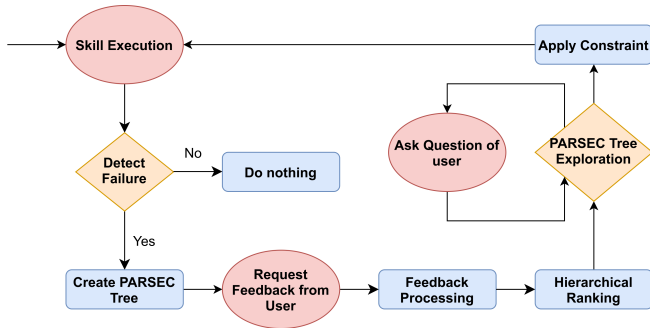 Skill Execution
Apply Constraint
Detect
Failure
No
Do nothing
Ask Question of
user
PARSEC Tree
Exploration
Yes
Create PARSEC
Tree
Request
Feedback from
User
Feedback
Processing
Hierarchical
Ranking